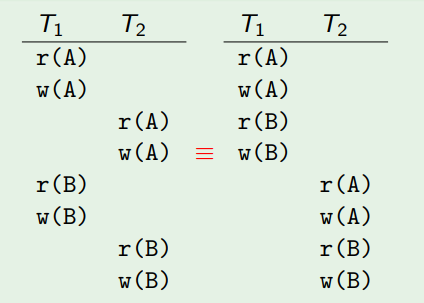 T₁ T₂ T₁ T₂
r(A) r(A)
w(A) w(A)
r(A) r(B)
w(A) ≡ w(B)
r(B) r(A)
w(B) w(A)
r(B) r(B)
w(B) w(B)